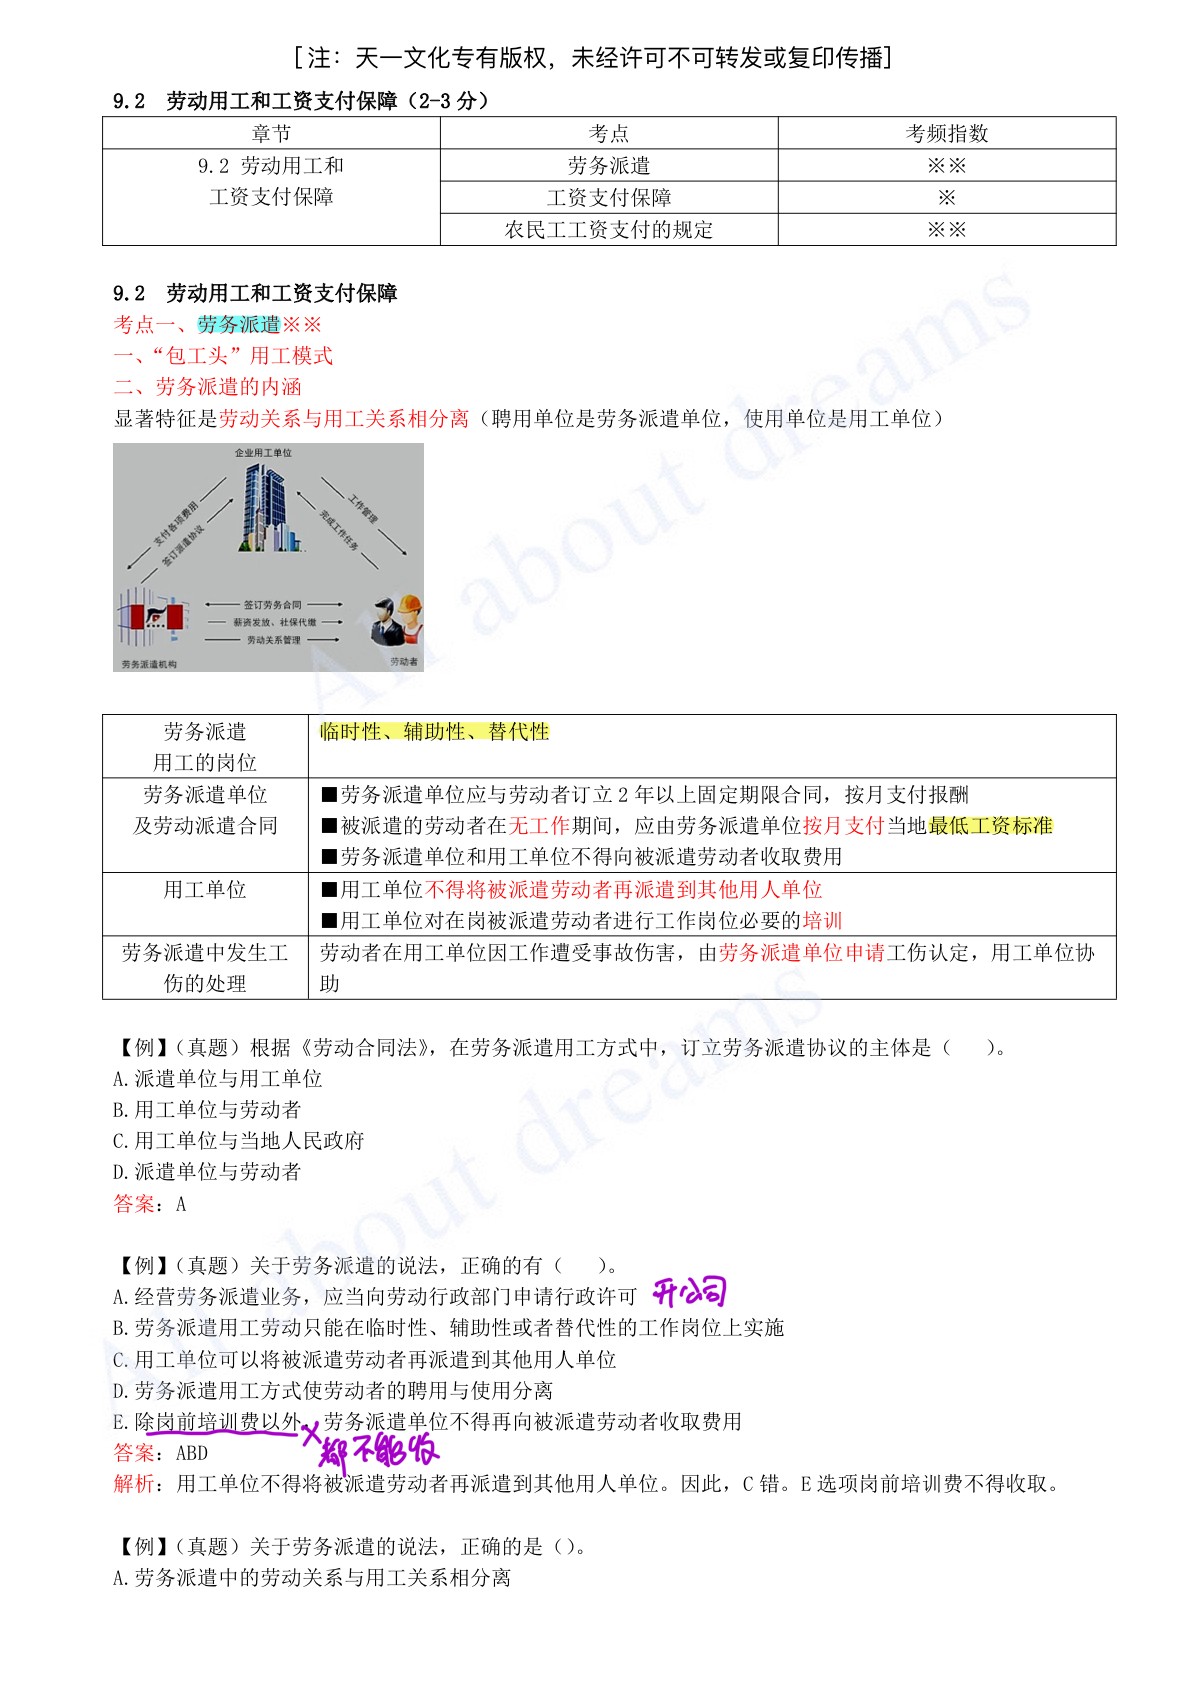 [注：天一文化专有版权，未经许可不可转发或复印传播]
9.2 劳动用工和工资支付保障（2-3 分）
章节 考点 考频指数
9.2 劳动用工和
工资支付保障
劳务派遣 ※※
工资支付保障 ※
农民工工资支付的规定 ※※
9.2 劳动用工和工资支付保障
考点一、劳务派遣※※
一、“包工头”用工模式
二、劳务派遣的内涵
显著特征是劳动关系与用工关系相分离（聘用单位是劳务派遣单位，使用单位是用工单位）
企业用工单位
支付各项费用
签订派遣协议
工作管理
完成工作任务
签订劳务合同
薪资发放、社保代缴
劳动关系管理
劳务派遣机构
劳动者
劳务派遣
用工的岗位
临时性、辅助性、替代性
劳务派遣单位
及劳动派遣合同
■劳务派遣单位应与劳动者订立 2 年以上固定期限合同，按月支付报酬
■被派遣的劳动者在无工作期间，应由劳务派遣单位按月支付当地最低工资标准
■劳务派遣单位和用工单位不得向被派遣劳动者收取费用
用工单位
■用工单位不得将被派遣劳动者再派遣到其他用人单位
■用工单位对在岗被派遣劳动者进行工作岗位必要的培训
劳务派遣中发生工
伤的处理
劳动者在用工单位因工作遭受事故伤害，由劳务派遣单位申请工伤认定，用工单位协
助
【例】（真题）根据《劳动合同法》，在劳务派遣用工方式中，订立劳务派遣协议的主体是（ ）。
A.派遣单位与用工单位
B.用工单位与劳动者
C.用工单位与当地人民政府
D.派遣单位与劳动者
答案：A
【例】（真题）关于劳务派遣的说法，正确的有（ ）。
A.经营劳务派遣业务，应当向劳动行政部门申请行政许可 开公司
B.劳务派遣用工劳动只能在临时性、辅助性或者替代性的工作岗位上实施
C.用工单位可以将被派遣劳动者再派遣到其他用人单位
D.劳务派遣用工方式使劳动者的聘用与使用分离
E.除岗前培训费以外，劳务派遣单位不得再向被派遣劳动者收取费用
× 都不能收
答案：ABD
解析：用工单位不得将被派遣劳动者再派遣到其他用人单位。因此，C 错。E 选项岗前培训费不得收取。
【例】（真题）关于劳务派遣的说法，正确的是（）。
A.劳务派遣中的劳动关系与用工关系相分离
All about dreams
All about dreams